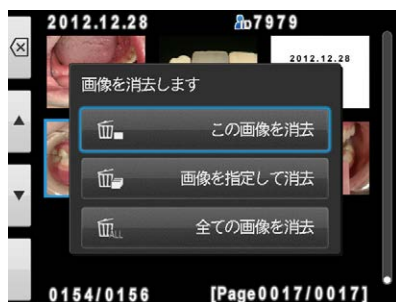 2012.12.28 ID7979
2012.12.28
画像を消去します
この画像を消去
画像を指定して消去
ALL 全ての画像を消去
0154/0156 [Page0017/0017]